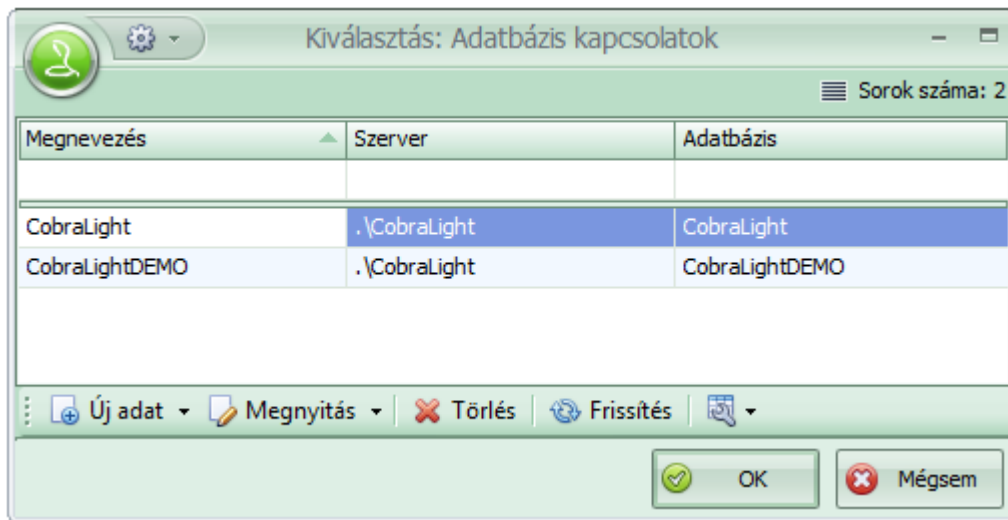 Kiválasztás: Adatbázis kapcsolatok
Sorok száma: 2
Megnevezés Szerver Adatbázis
CobraLight .\CobraLight CobraLight
CobraLightDEMO .\CobraLight CobraLightDEMO
Új adat Megnyitás Törlés Frissítés
OK Mégsem